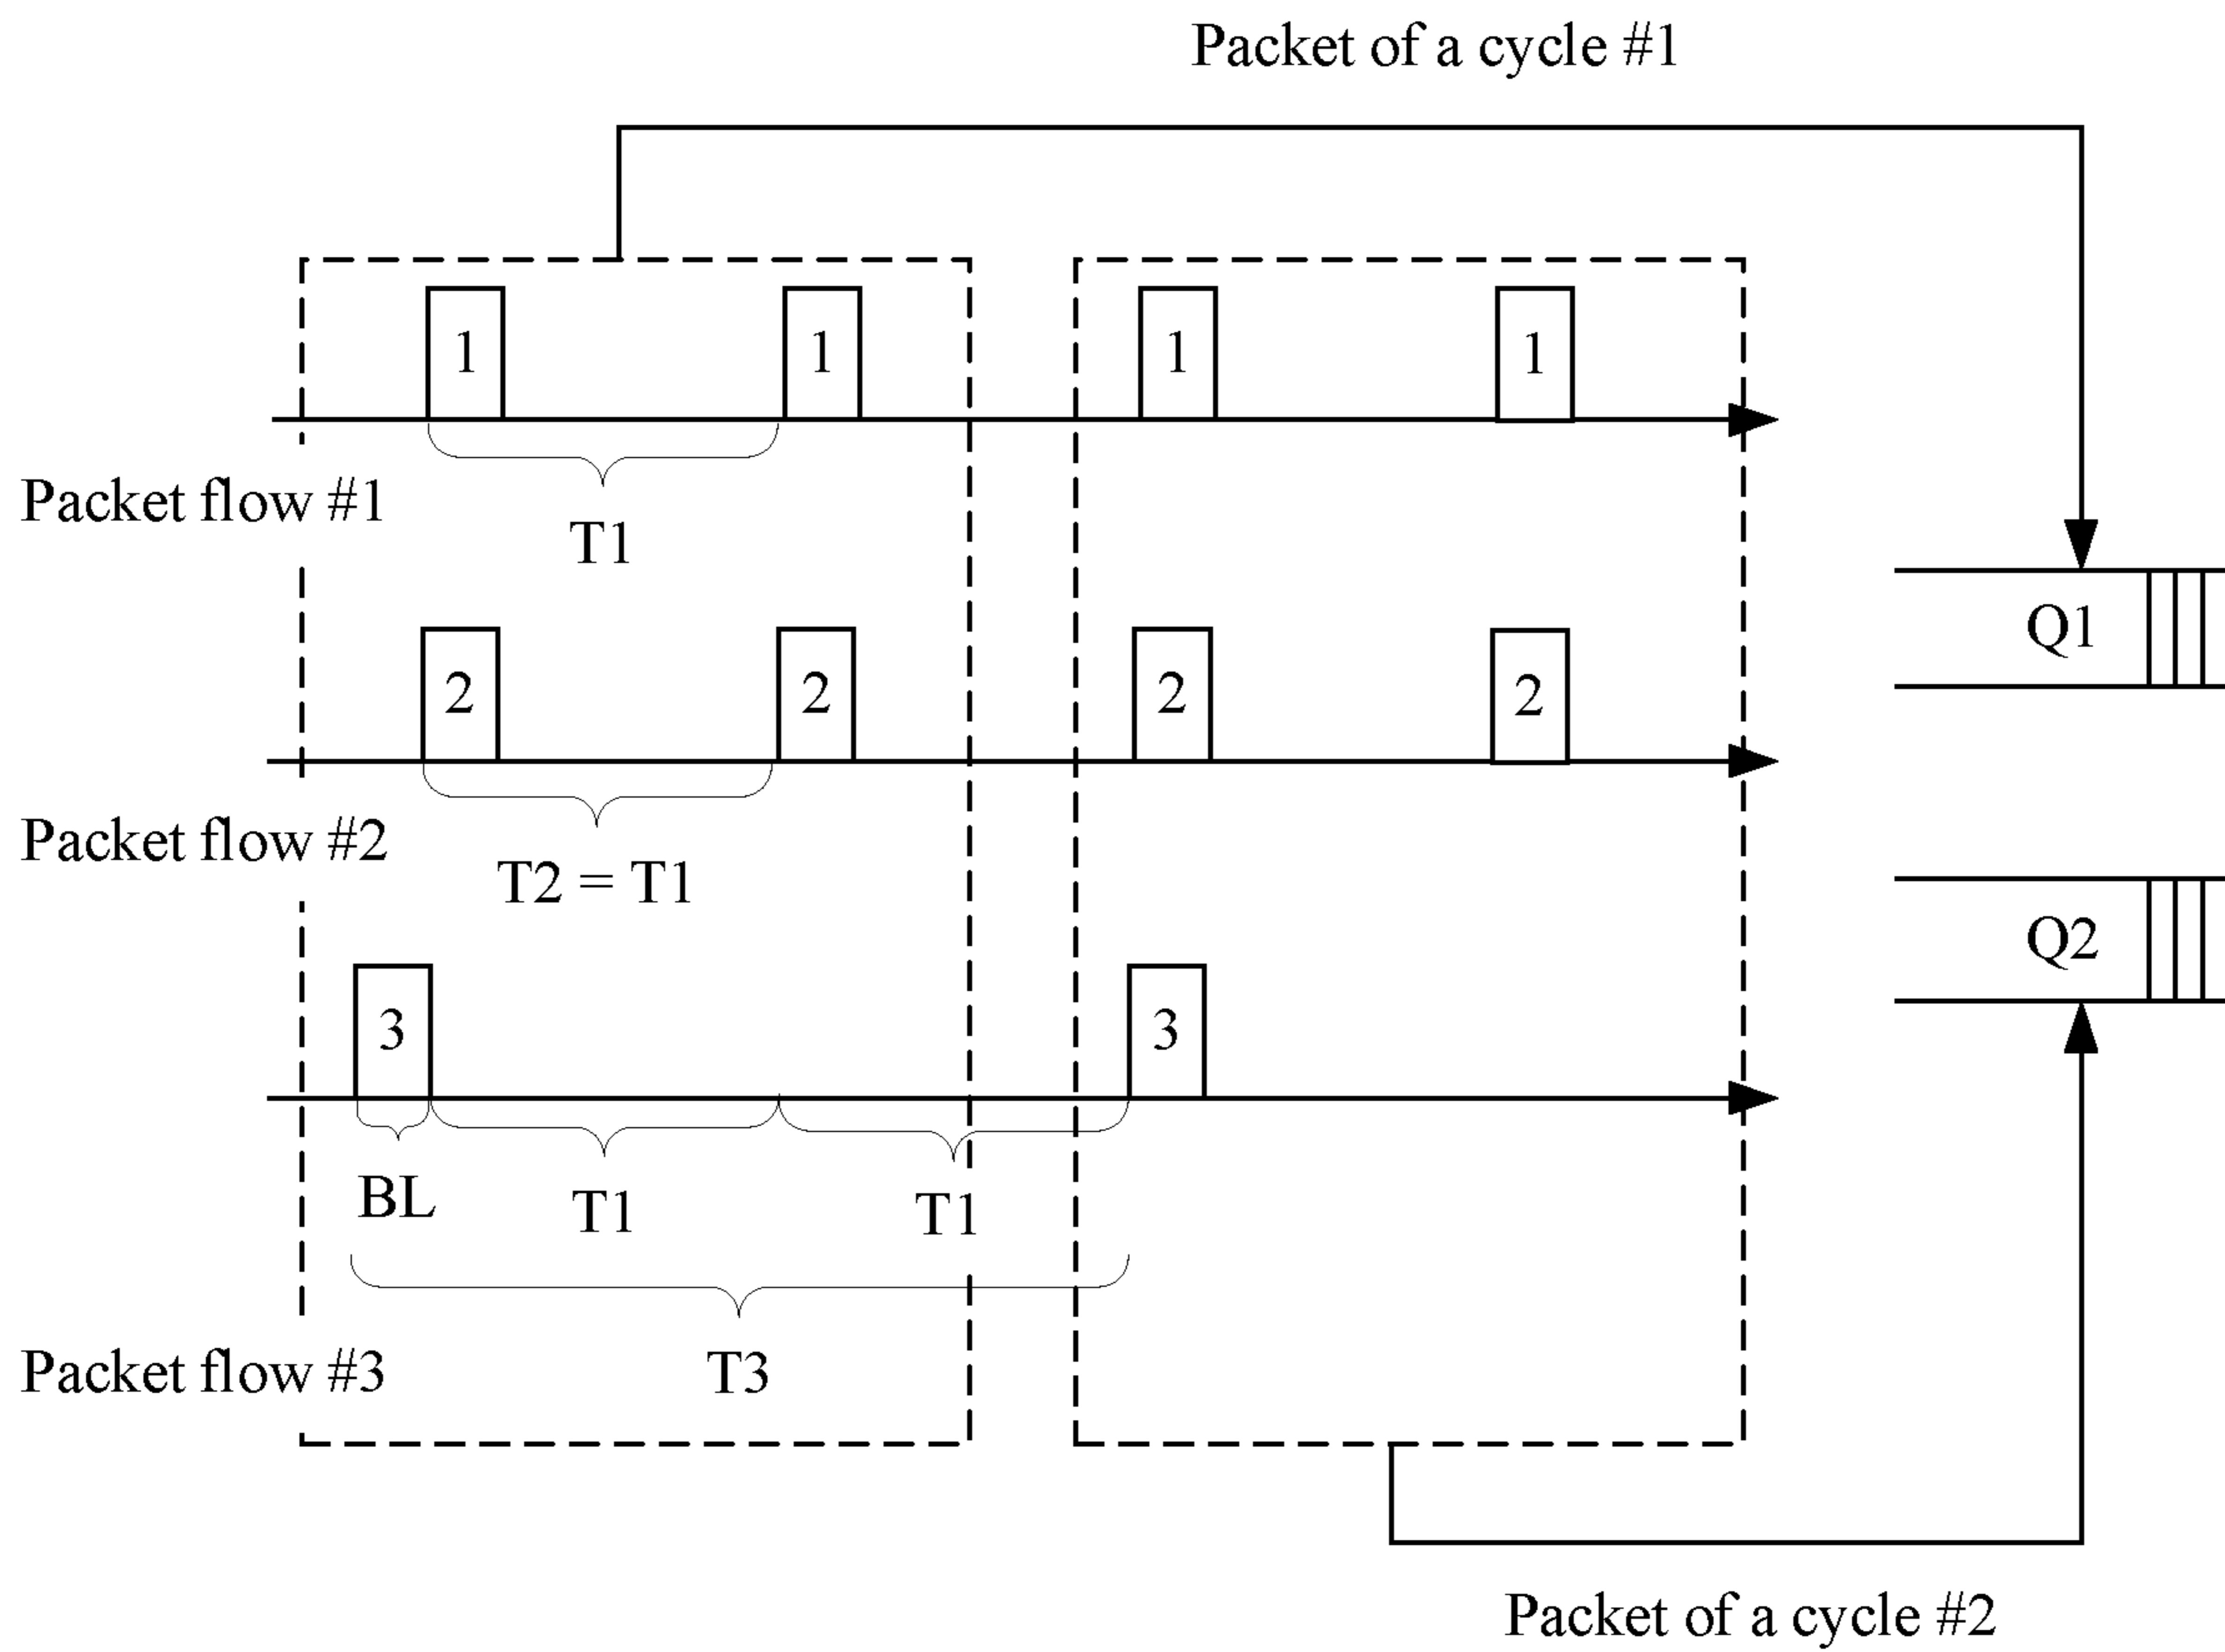 Packet of a cycle #1
1
1
1
1
Packet flow #1
T1
Q1
2
2
2
2
Packet flow #2
T2 = T1
Q2
3
3
BL
T1
T1
Packet flow #3
T3
Packet of a cycle #2